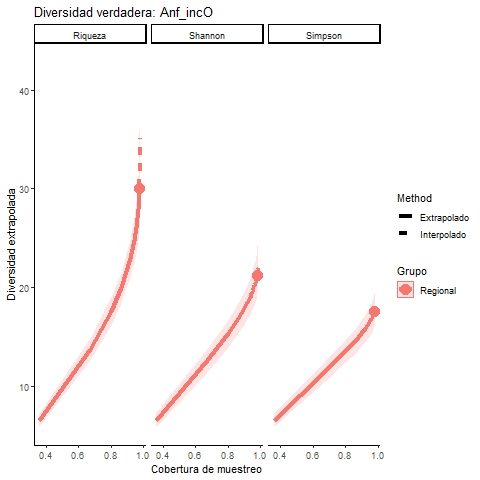 Diversidad verdadera: Anf_incO
Riqueza
Shannon
Simpson
40
30
20
10
Diversidad extrapolada
0.4 0.6 0.8 1.0
0.4 0.6 0.8 1.0
0.4 0.6 0.8 1.0
Cobertura de muestreo
Method
Extrapolado
Interpolado
Grupo
Regional